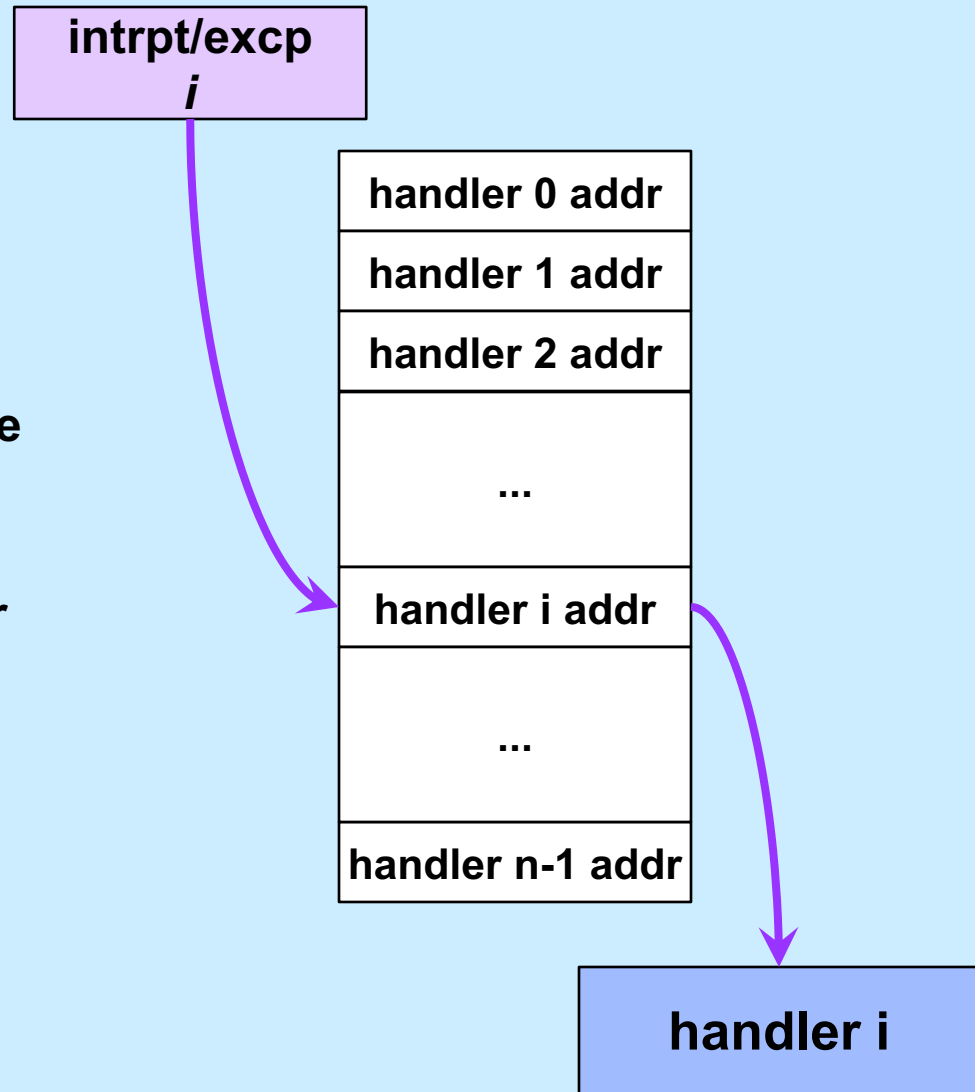 intrpt/excp
i
handler 0 addr
handler 1 addr
handler 2 addr
...
handler i addr
...
handler n-1 addr
handler i